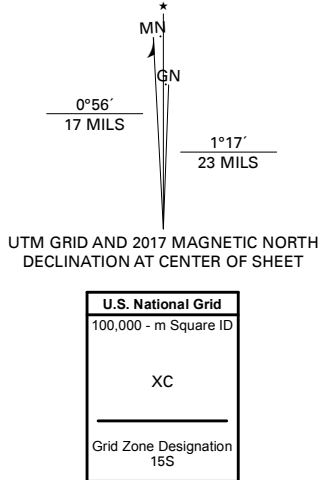 MN
GN
0°56´
17 MILS
1°17´
23 MILS
UTM GRID AND 2017 MAGNETIC NORTH
DECLINATION AT CENTER OF SHEET
U.S. National Grid
100,000 - m Square ID
XC
Grid Zone Designation
15S